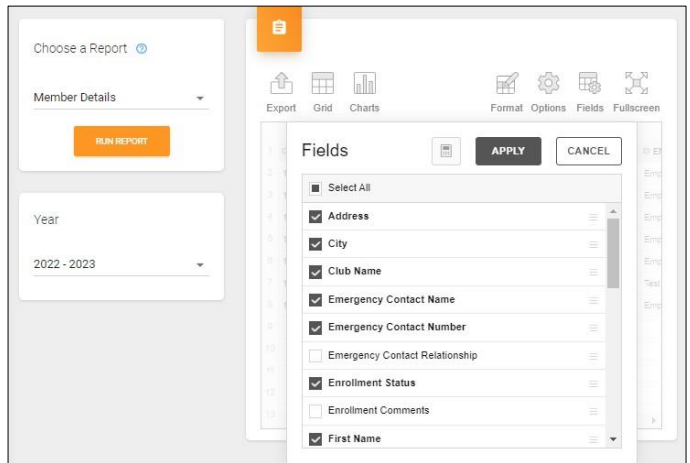 Choose a Report
Member Details
RUN REPORT
Year
2022 - 2023
Export Grid Charts Format Options Fields Fullscreen
Fields APPLY CANCEL
Select All
Address
City
Club Name
Emergency Contact Name
Emergency Contact Number
Emergency Contact Relationship
Enrollment Status
Enrollment Comments
First Name